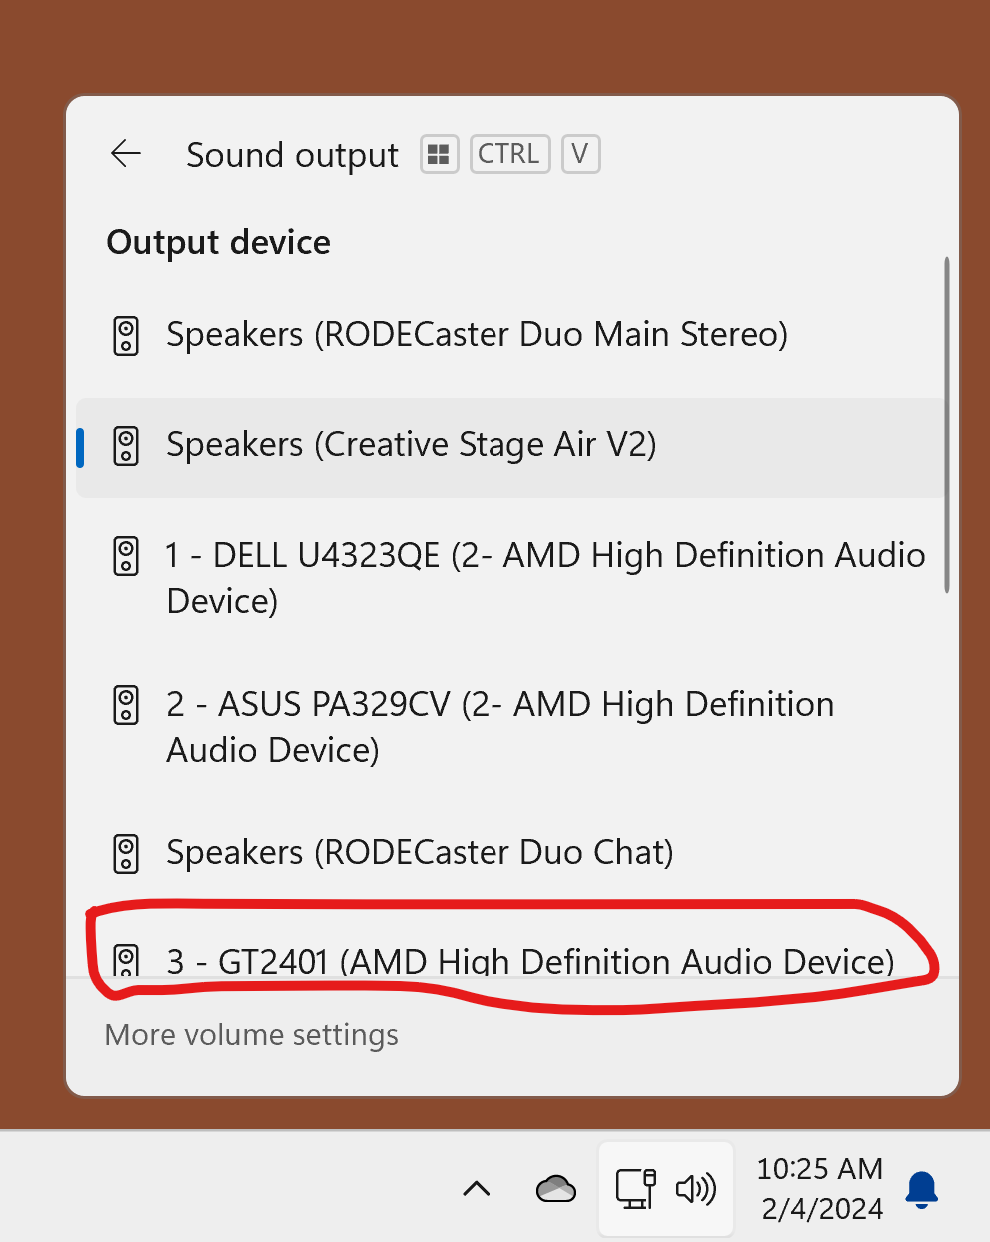 Sound output CTRL V
Output device
Speakers (RODECaster Duo Main Stereo)
Speakers (Creative Stage Air V2)
1 - DELL U4323QE (2- AMD High Definition Audio
Device)
2 - ASUS PA329CV (2- AMD High Definition
Audio Device)
Speakers (RODECaster Duo Chat)
3 - GT2401 (AMD High Definition Audio Device)
More volume settings
10:25 AM
2/4/2024